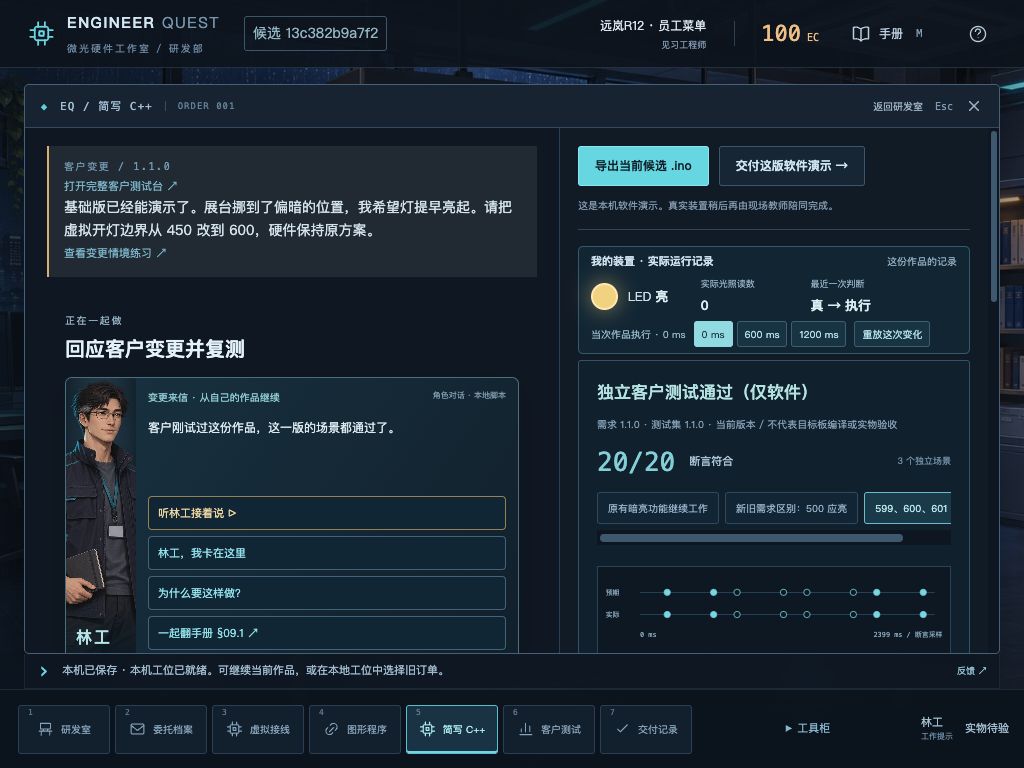 ENGINEER QUEST
微光硬件工作室 / 研发部
候选 13c382b9a7f2
远岚R12 · 员工菜单
见习工程师
100 EC
手册 M
EQ / 简写 C++ | ORDER 001
返回研发室 Esc
客户变更 / 1.1.0
打开完整客户测试台 ↗
基础版已经能演示了。展台挪到了偏暗的位置，我希望灯提早亮起。请把
虚拟开灯边界从 450 改到 600，硬件保持原方案。
查看变更情境练习 ↗
正在一起做
回应客户变更并复测
变更来信 · 从自己的作品继续
角色对话 · 本地脚本
客户刚试过这份作品，这一版的场景都通过了。
听林工接着说 ▷
林工，我卡在这里
为什么要这样做?
一起翻手册 §09.1 ↗
林工
导出当前候选 .ino
交付这版软件演示 →
这是本机软件演示。真实装置稍后再由现场教师陪同完成。
我的装置 · 实际运行记录
这份作品的记录
LED 亮
实际光照读数
0
最近一次判断
真 → 执行
当次作品执行 · 0 ms
0 ms
600 ms
1200 ms
重放这次变化
独立客户测试通过（仅软件）
需求 1.1.0 · 测试集 1.1.0 · 当前版本 / 不代表目标板编译或实物验收
20/20 断言符合
3 个独立场景
原有暗亮功能继续工作
新旧需求区别: 500 应亮
599、600、601
预期
实际
0 ms
2399 ms / 断言采样
本机已保存 · 本机工位已就绪。可继续当前作品，或在本地工位中选择旧订单。
反馈 ↗
1 研发室
2 委托档案
3 虚拟接线
4 图形程序
5 简写 C++
6 客户测试
7 交付记录
▶ 工具柜
林工
工作提示
实物待验